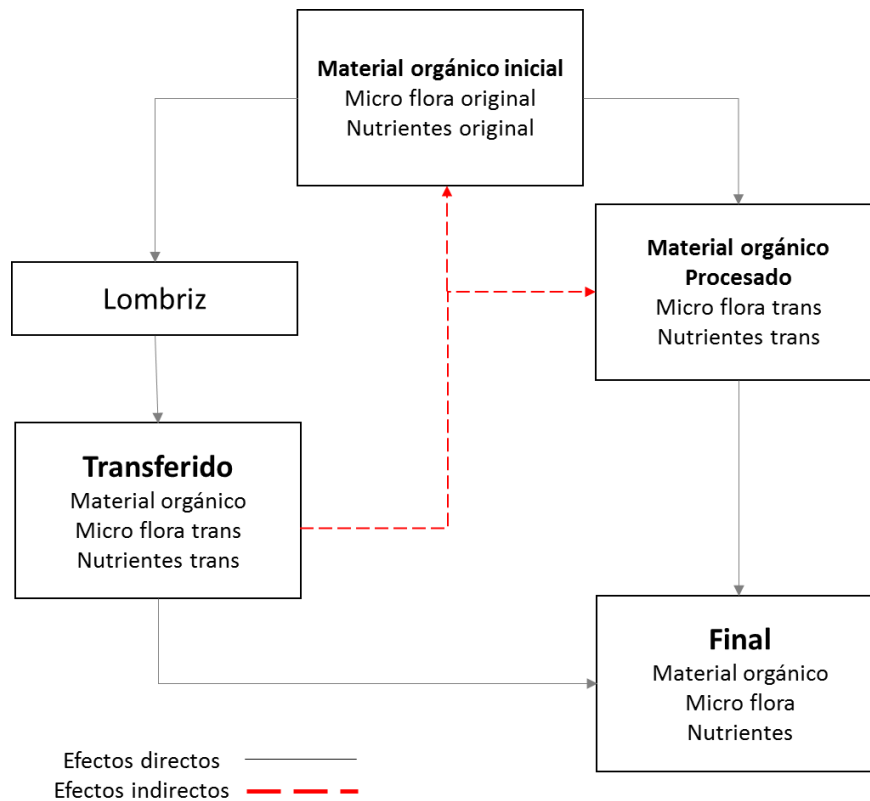 Material orgánico inicial
Micro flora original
Nutrientes original
Material orgánico
Procesado
Micro flora trans
Nutrientes trans
Lombriz
Transferido
Material orgánico
Micro flora trans
Nutrientes trans
Final
Material orgánico
Micro flora
Nutrientes
Efectos directos
Efectos indirectos